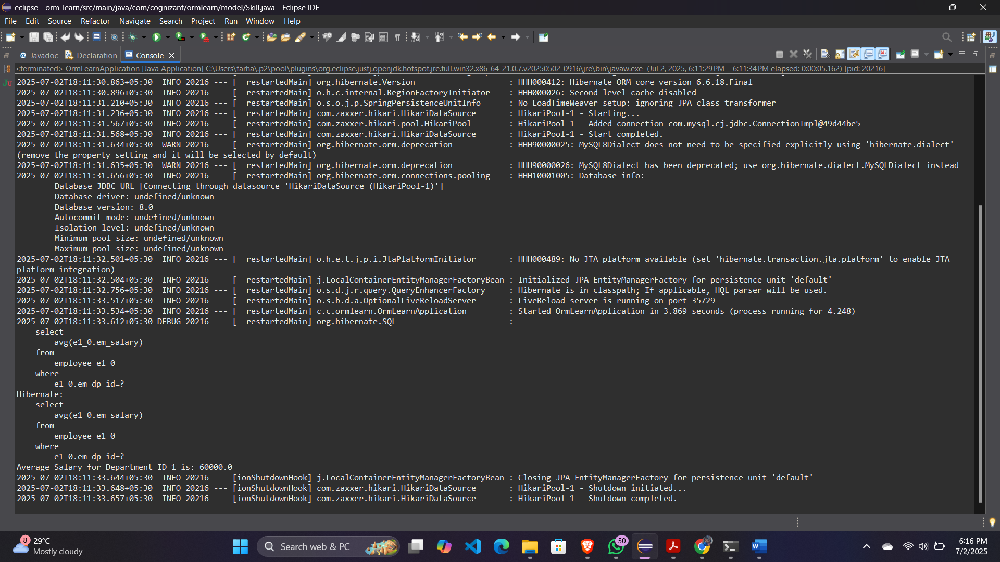 eclipse - orm-learn/src/main/java/com/cognizant/ormlearn/model/Skill.java - Eclipse IDE
File Edit Source Refactor Navigate Search Project Run Window Help
Javadoc Declaration Console
<terminated> OrmLearnApplication [Java Application] C:\Users\farha\.p2\pool\plugins\org.eclipse.justj.openjdk.hotspot.jre.full.win32.x86_64_21.0.7.v20250502-0916\jre\bin\javaw.exe (Jul 2, 2025, 6:11:29 PM – 6:11:34 PM elapsed: 0:00:05.162) [pid: 20216]
2025-07-02T18:11:30.863+05:30  INFO 20216 --- [  restartedMain] org.hibernate.Version                    : HHH000412: Hibernate ORM core version 6.6.18.Final
2025-07-02T18:11:30.896+05:30  INFO 20216 --- [  restartedMain] o.h.c.internal.RegionFactoryInitiator    : HHH000026: Second-level cache disabled
2025-07-02T18:11:31.210+05:30  INFO 20216 --- [  restartedMain] o.s.o.j.p.SpringPersistenceUnitInfo      : No LoadTimeWeaver setup: ignoring JPA class transformer
2025-07-02T18:11:31.236+05:30  INFO 20216 --- [  restartedMain] com.zaxxer.hikari.HikariDataSource       : HikariPool-1 - Starting...
2025-07-02T18:11:31.567+05:30  INFO 20216 --- [  restartedMain] com.zaxxer.hikari.pool.HikariPool        : HikariPool-1 - Added connection com.mysql.cj.jdbc.ConnectionImpl@49d44be5
2025-07-02T18:11:31.568+05:30  INFO 20216 --- [  restartedMain] com.zaxxer.hikari.HikariDataSource       : HikariPool-1 - Start completed.
2025-07-02T18:11:31.634+05:30  WARN 20216 --- [  restartedMain] org.hibernate.orm.deprecation            : HHH90000025: MySQL8Dialect does not need to be specified explicitly using 'hibernate.dialect'
(remove the property setting and it will be selected by default)
2025-07-02T18:11:31.635+05:30  WARN 20216 --- [  restartedMain] org.hibernate.orm.deprecation            : HHH90000026: MySQL8Dialect has been deprecated; use org.hibernate.dialect.MySQLDialect instead
2025-07-02T18:11:31.656+05:30  INFO 20216 --- [  restartedMain] org.hibernate.orm.connections.pooling    : HHH10001005: Database info:
Database JDBC URL [Connecting through datasource 'HikariDataSource (HikariPool-1)']
Database driver: undefined/unknown
Database version: 8.0
Autocommit mode: undefined/unknown
Isolation level: undefined/unknown
Minimum pool size: undefined/unknown
Maximum pool size: undefined/unknown
2025-07-02T18:11:32.501+05:30  INFO 20216 --- [  restartedMain] o.h.e.t.j.p.i.JtaPlatformInitiator       : HHH000489: No JTA platform available (set 'hibernate.transaction.jta.platform' to enable JTA
platform integration)
2025-07-02T18:11:32.504+05:30  INFO 20216 --- [  restartedMain] j.LocalContainerEntityManagerFactoryBean : Initialized JPA EntityManagerFactory for persistence unit 'default'
2025-07-02T18:11:32.756+05:30  INFO 20216 --- [  restartedMain] o.s.d.j.r.query.QueryEnhancerFactory     : Hibernate is in classpath; If applicable, HQL parser will be used.
2025-07-02T18:11:33.517+05:30  INFO 20216 --- [  restartedMain] o.s.b.d.a.OptionalLiveReloadServer       : LiveReload server is running on port 35729
2025-07-02T18:11:33.534+05:30  INFO 20216 --- [  restartedMain] c.c.ormlearn.OrmLearnApplication         : Started OrmLearnApplication in 3.869 seconds (process running for 4.248)
2025-07-02T18:11:33.612+05:30 DEBUG 20216 --- [  restartedMain] org.hibernate.SQL                        :
select
avg(e1_0.em_salary)
from
employee e1_0
where
e1_0.em_dp_id=?
Hibernate:
select
avg(e1_0.em_salary)
from
employee e1_0
where
e1_0.em_dp_id=?
Average Salary for Department ID 1 is: 60000.0
2025-07-02T18:11:33.644+05:30  INFO 20216 --- [ionShutdownHook] j.LocalContainerEntityManagerFactoryBean : Closing JPA EntityManagerFactory for persistence unit 'default'
2025-07-02T18:11:33.648+05:30  INFO 20216 --- [ionShutdownHook] com.zaxxer.hikari.HikariDataSource       : HikariPool-1 - Shutdown initiated...
2025-07-02T18:11:33.657+05:30  INFO 20216 --- [ionShutdownHook] com.zaxxer.hikari.HikariDataSource       : HikariPool-1 - Shutdown completed.
8
29°C
Mostly cloudy
Search web & PC
50
6:16 PM
7/2/2025